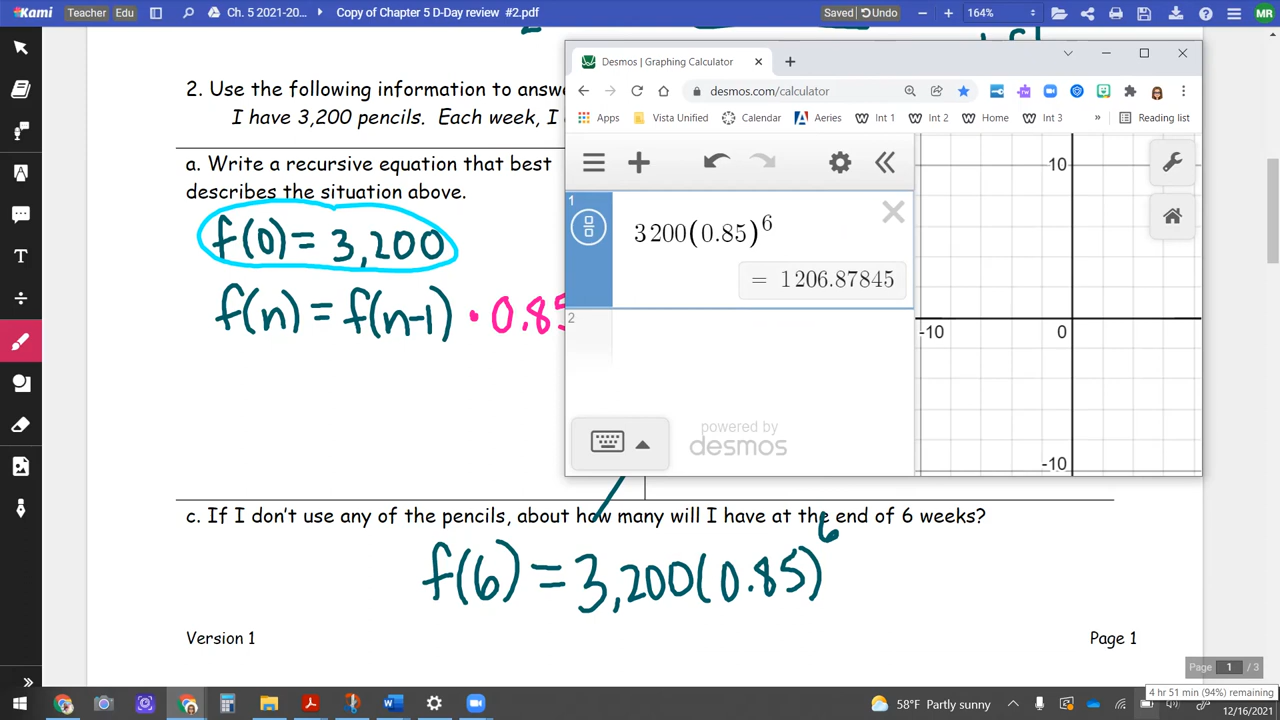 Kami Teacher Edu Ch. 5 2021-20... Copy of Chapter 5 D-Day review #2.pdf Saved Undo 164% MR
2. Use the following information to answ
I have 3,200 pencils. Each week, I
a. Write a recursive equation that best
describes the situation above.
f(0) = 3,200
f(n) = f(n-1) · 0.85
Desmos | Graphing Calculator
desmos.com/calculator
Apps Vista Unified Calendar Aeries Int 1 Int 2 Home Int 3 » Reading list
1
3200(0.85)^6
= 1206.87845
2
powered by
desmos
10
-10 0
-10
c. If I don't use any of the pencils, about how many will I have at the end of 6 weeks?
f(6) = 3,200(0.85)^6
Version 1 Page 1
Page 1 / 3
4 hr 51 min (94%) remaining
58°F Partly sunny
12/16/2021